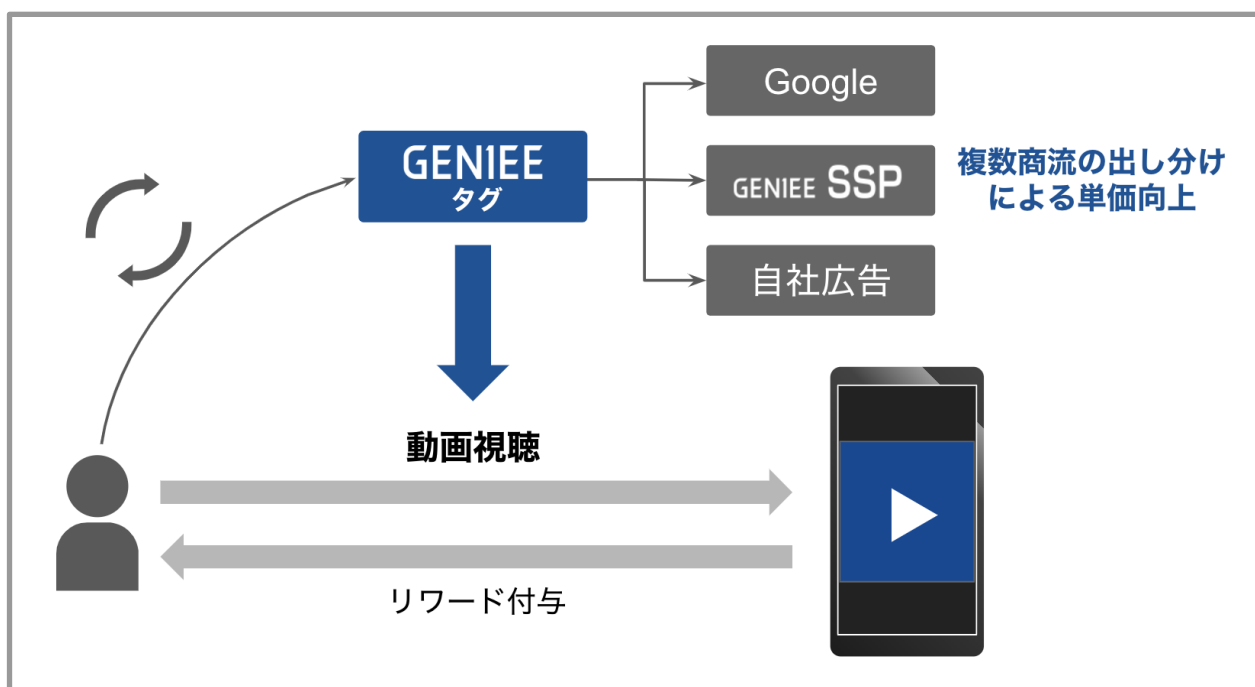 Google
GENIEE
タグ
GENIEE SSP
複数商流の出し分け
による単価向上
自社広告
動画視聴
リワード付与